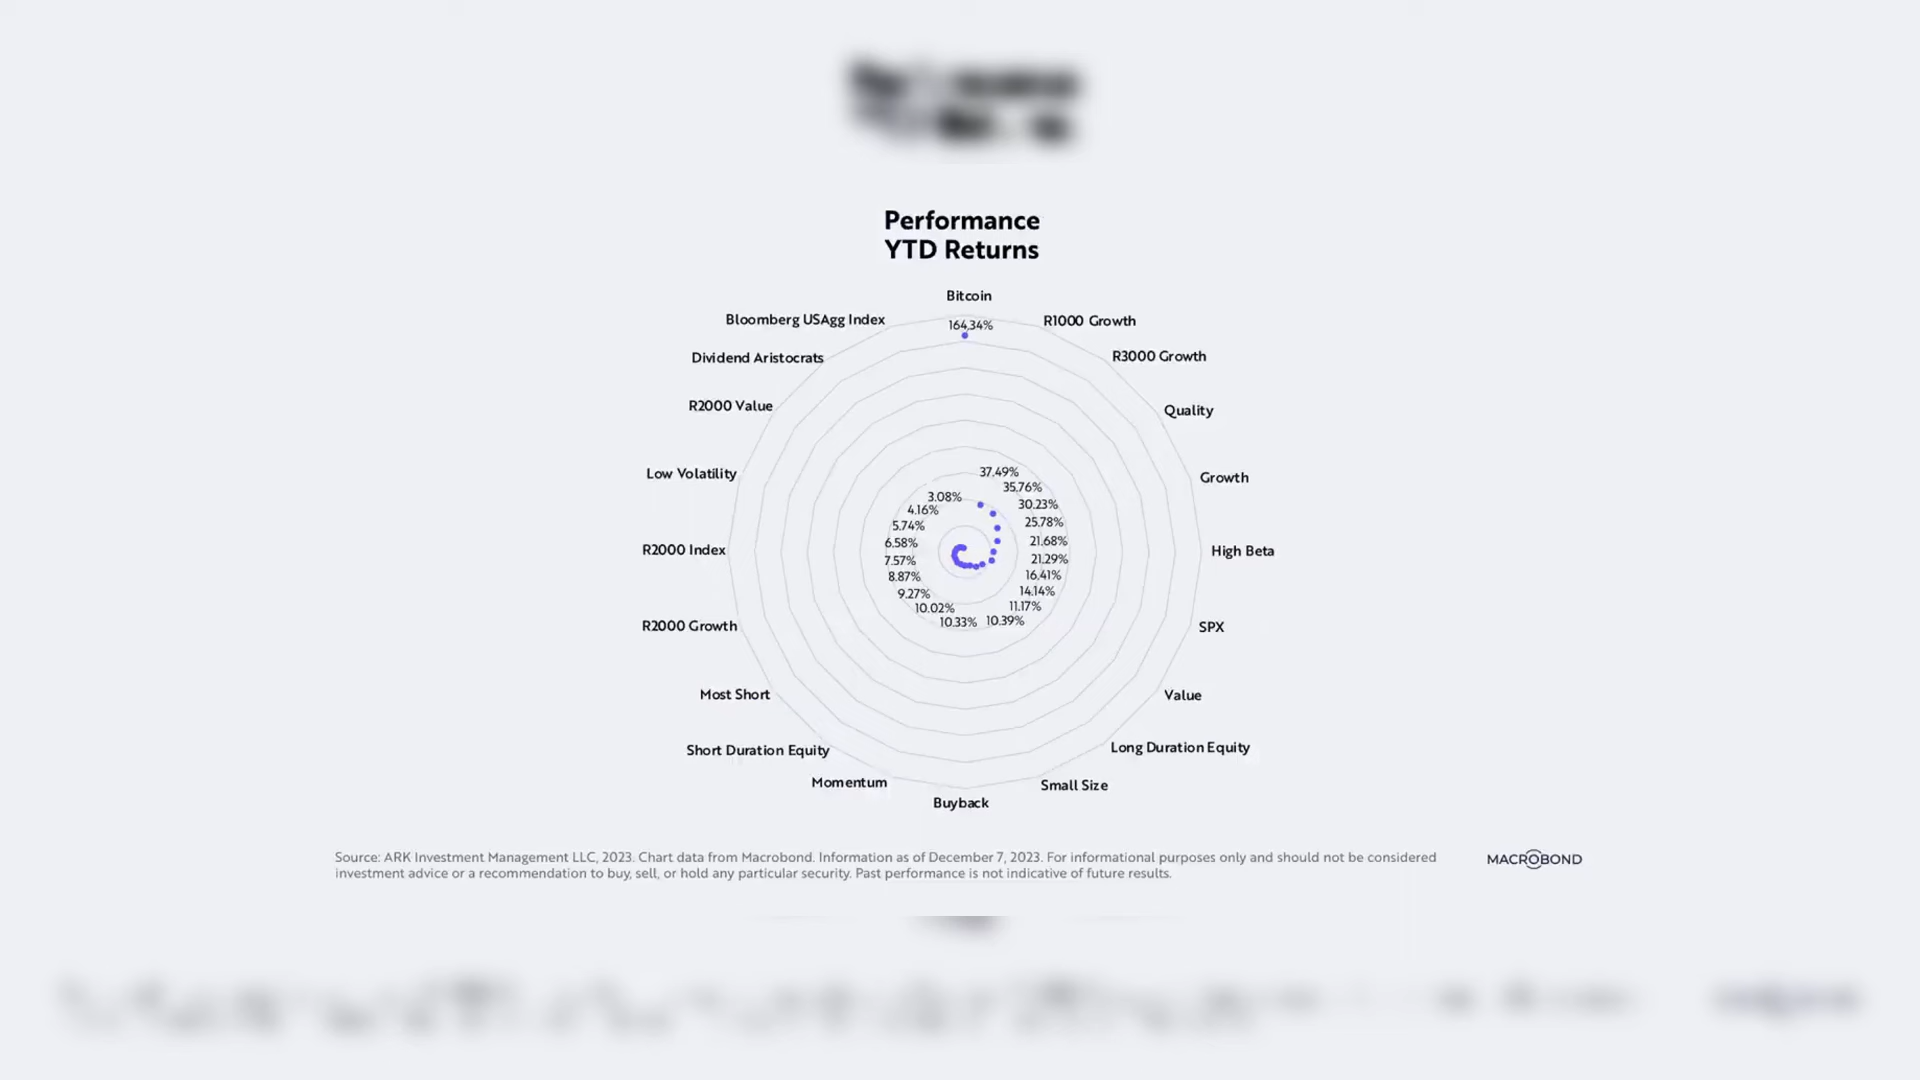 Performance
YTD Returns
Bitcoin
164.34%
R1000 Growth
R3000 Growth
Quality
Growth
High Beta
SPX
Value
Long Duration Equity
Small Size
Buyback
Momentum
Short Duration Equity
Most Short
R2000 Growth
R2000 Index
Low Volatility
R2000 Value
Dividend Aristocrats
Bloomberg USAgg Index
37.49%
35.76%
30.23%
25.78%
21.68%
21.29%
16.41%
14.14%
11.17%
10.39%
10.33%
10.02%
9.27%
8.87%
7.57%
6.58%
5.74%
4.16%
3.08%
Source: ARK Investment Management LLC, 2023. Chart data from Macrobond. Information as of December 7, 2023. For informational purposes only and should not be considered
investment advice or a recommendation to buy, sell, or hold any particular security. Past performance is not indicative of future results.
MACROBOND